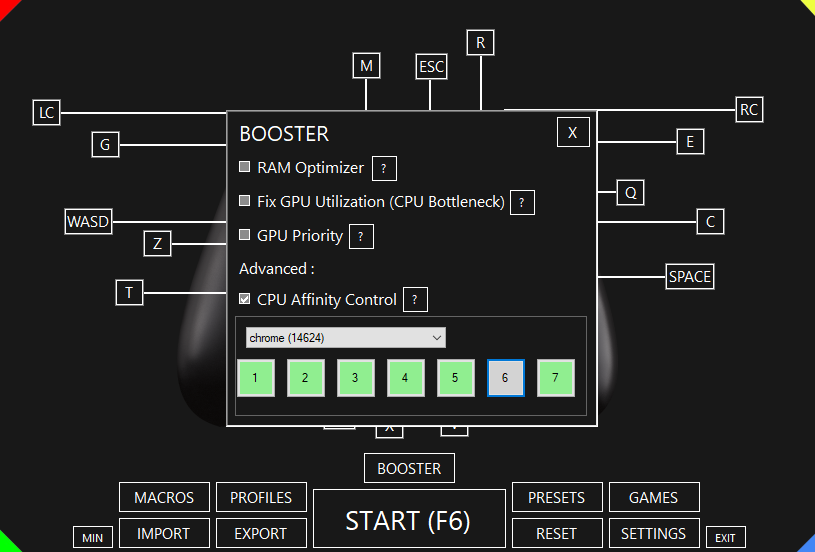 R
M
ESC
LC
RC
G
E
BOOSTER
X
RAM Optimizer ?
Fix GPU Utilization (CPU Bottleneck) ?
Q
WASD
C
Z
GPU Priority ?
Advanced :
SPACE
T
CPU Affinity Control ?
chrome (14624)
1 2 3 4 5 6 7
X
BOOSTER
MACROS PROFILES START (F6) PRESETS GAMES
MIN IMPORT EXPORT RESET SETTINGS EXIT